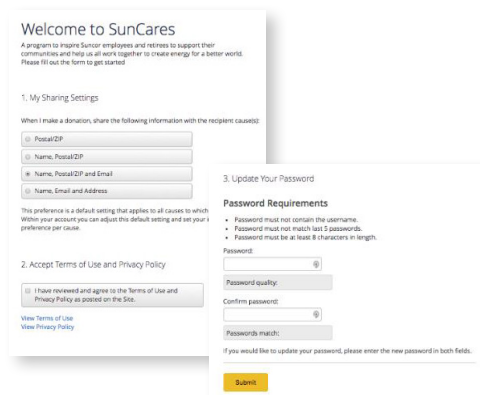 Welcome to SunCares
A program to inspire Suncor employees and retirees to support their
communities and help us all work together to create energy for a better world.
Please fill out the form to get started
1. My Sharing Settings
When I make a donation, share the following information with the recipient cause(s):
Postal/ZIP
Name, Postal/ZIP
Name, Postal/ZIP and Email
Name, Email and Address
This preference is a default setting that applies to all causes to which
Within your account you can adjust this default setting and set your
preference per cause.
2. Accept Terms of Use and Privacy Policy
I have reviewed and agree to the Terms of Use and
Privacy Policy as posted on the Site.
View Terms of Use
View Privacy Policy
3. Update Your Password
Password Requirements
• Password must not contain the username.
• Password must not match last 5 passwords.
• Password must be at least 8 characters in length.
Password:
Password quality:
Confirm password:
Passwords match:
If you would like to update your password, please enter the new password in both fields.
Submit